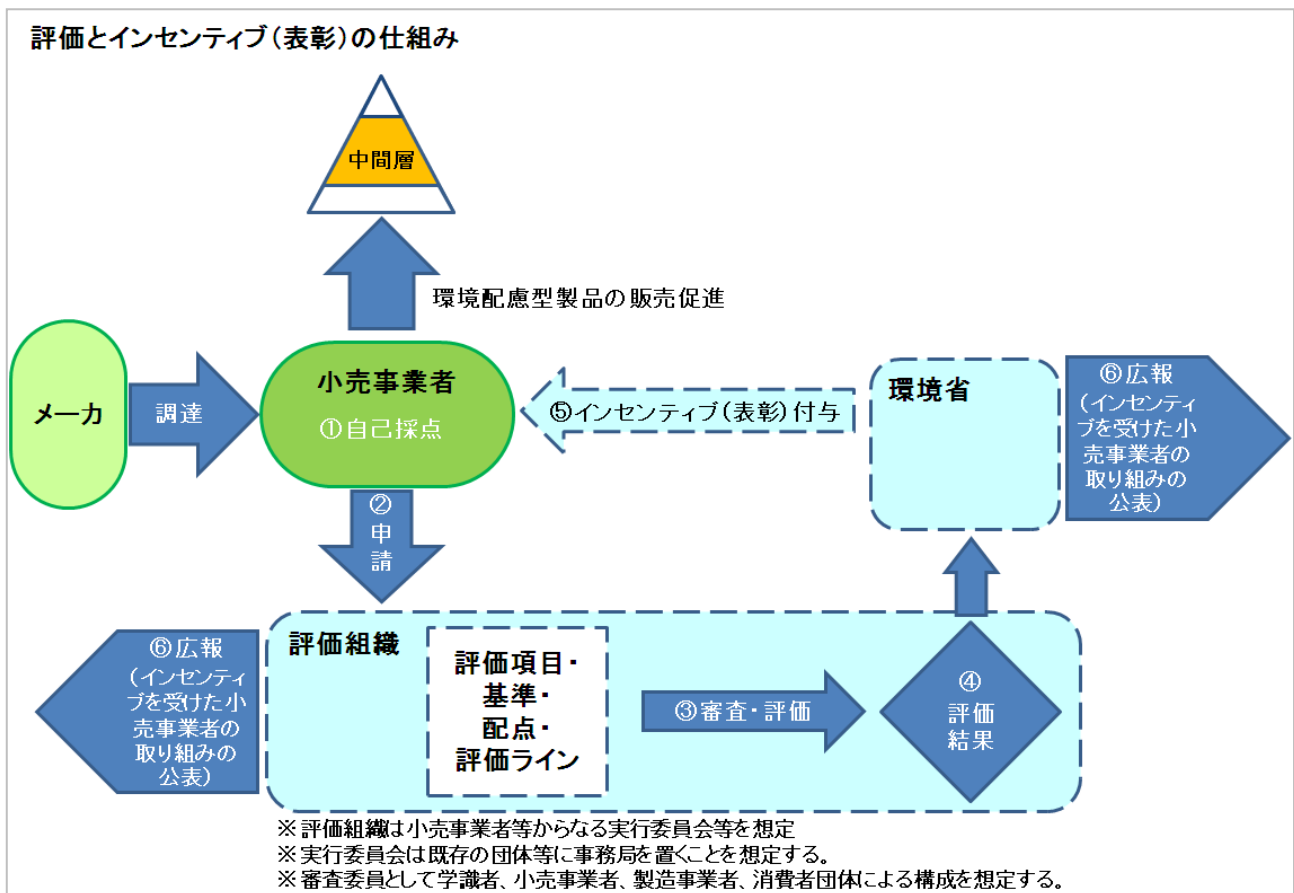 評価とインセンティブ(表彰)の仕組み
中間層
環境配慮型製品の販売促進
メーカ
調達
小売事業者
①自己採点
⑤インセンティブ(表彰)付与
環境省
⑥広報
(インセンティ
ブを受けた小
売事業者の
取り組みの
公表)
②
申
請
⑥広報
(インセンティ
ブを受けた小
売事業者の
取り組みの
公表)
評価組織
評価項目・
基準・
配点・
評価ライン
③審査・評価
④
評価
結果
※評価組織は小売事業者等からなる実行委員会等を想定
※実行委員会は既存の団体等に事務局を置くことを想定する。
※審査委員として学識者、小売事業者、製造事業者、消費者団体による構成を想定する。